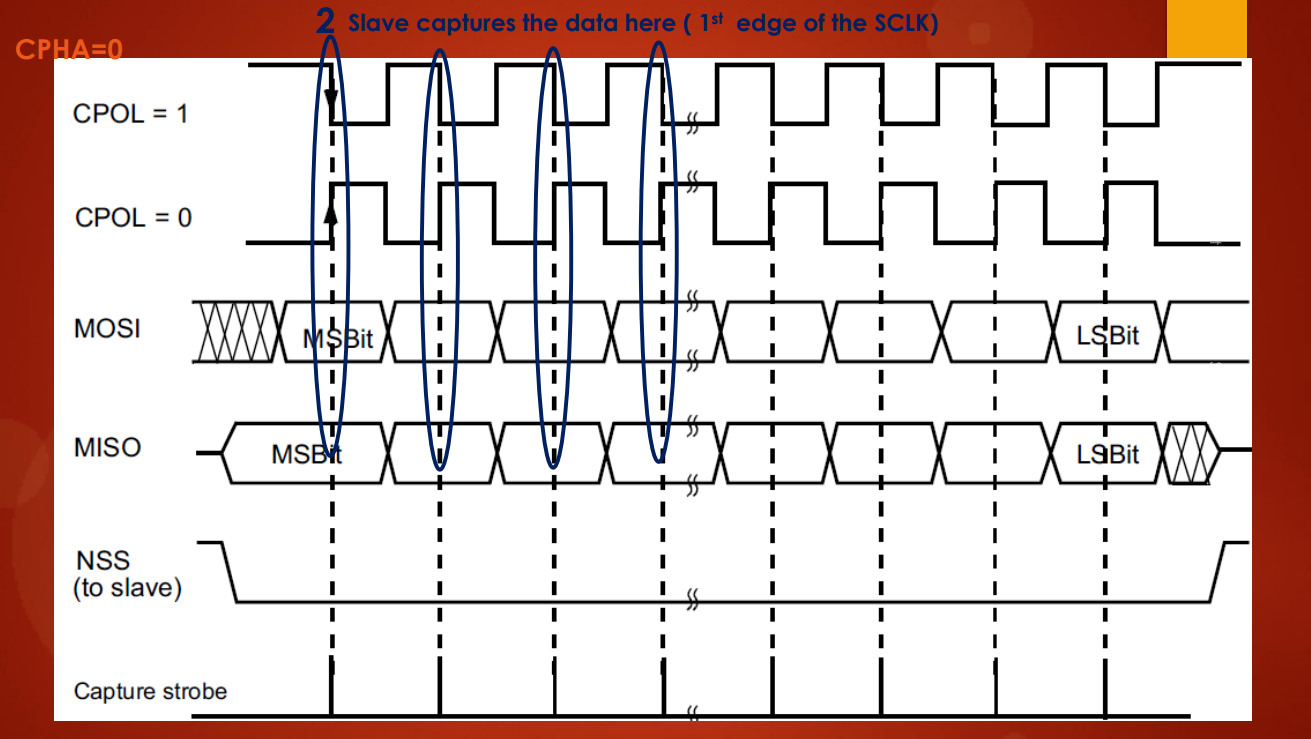 2 Slave captures the data here ( 1st edge of the SCLK)
CPHA=0
CPOL = 1
CPOL = 0
MOSI MSBit LSBit
MISO MSBit LSBit
NSS
(to slave)
Capture strobe